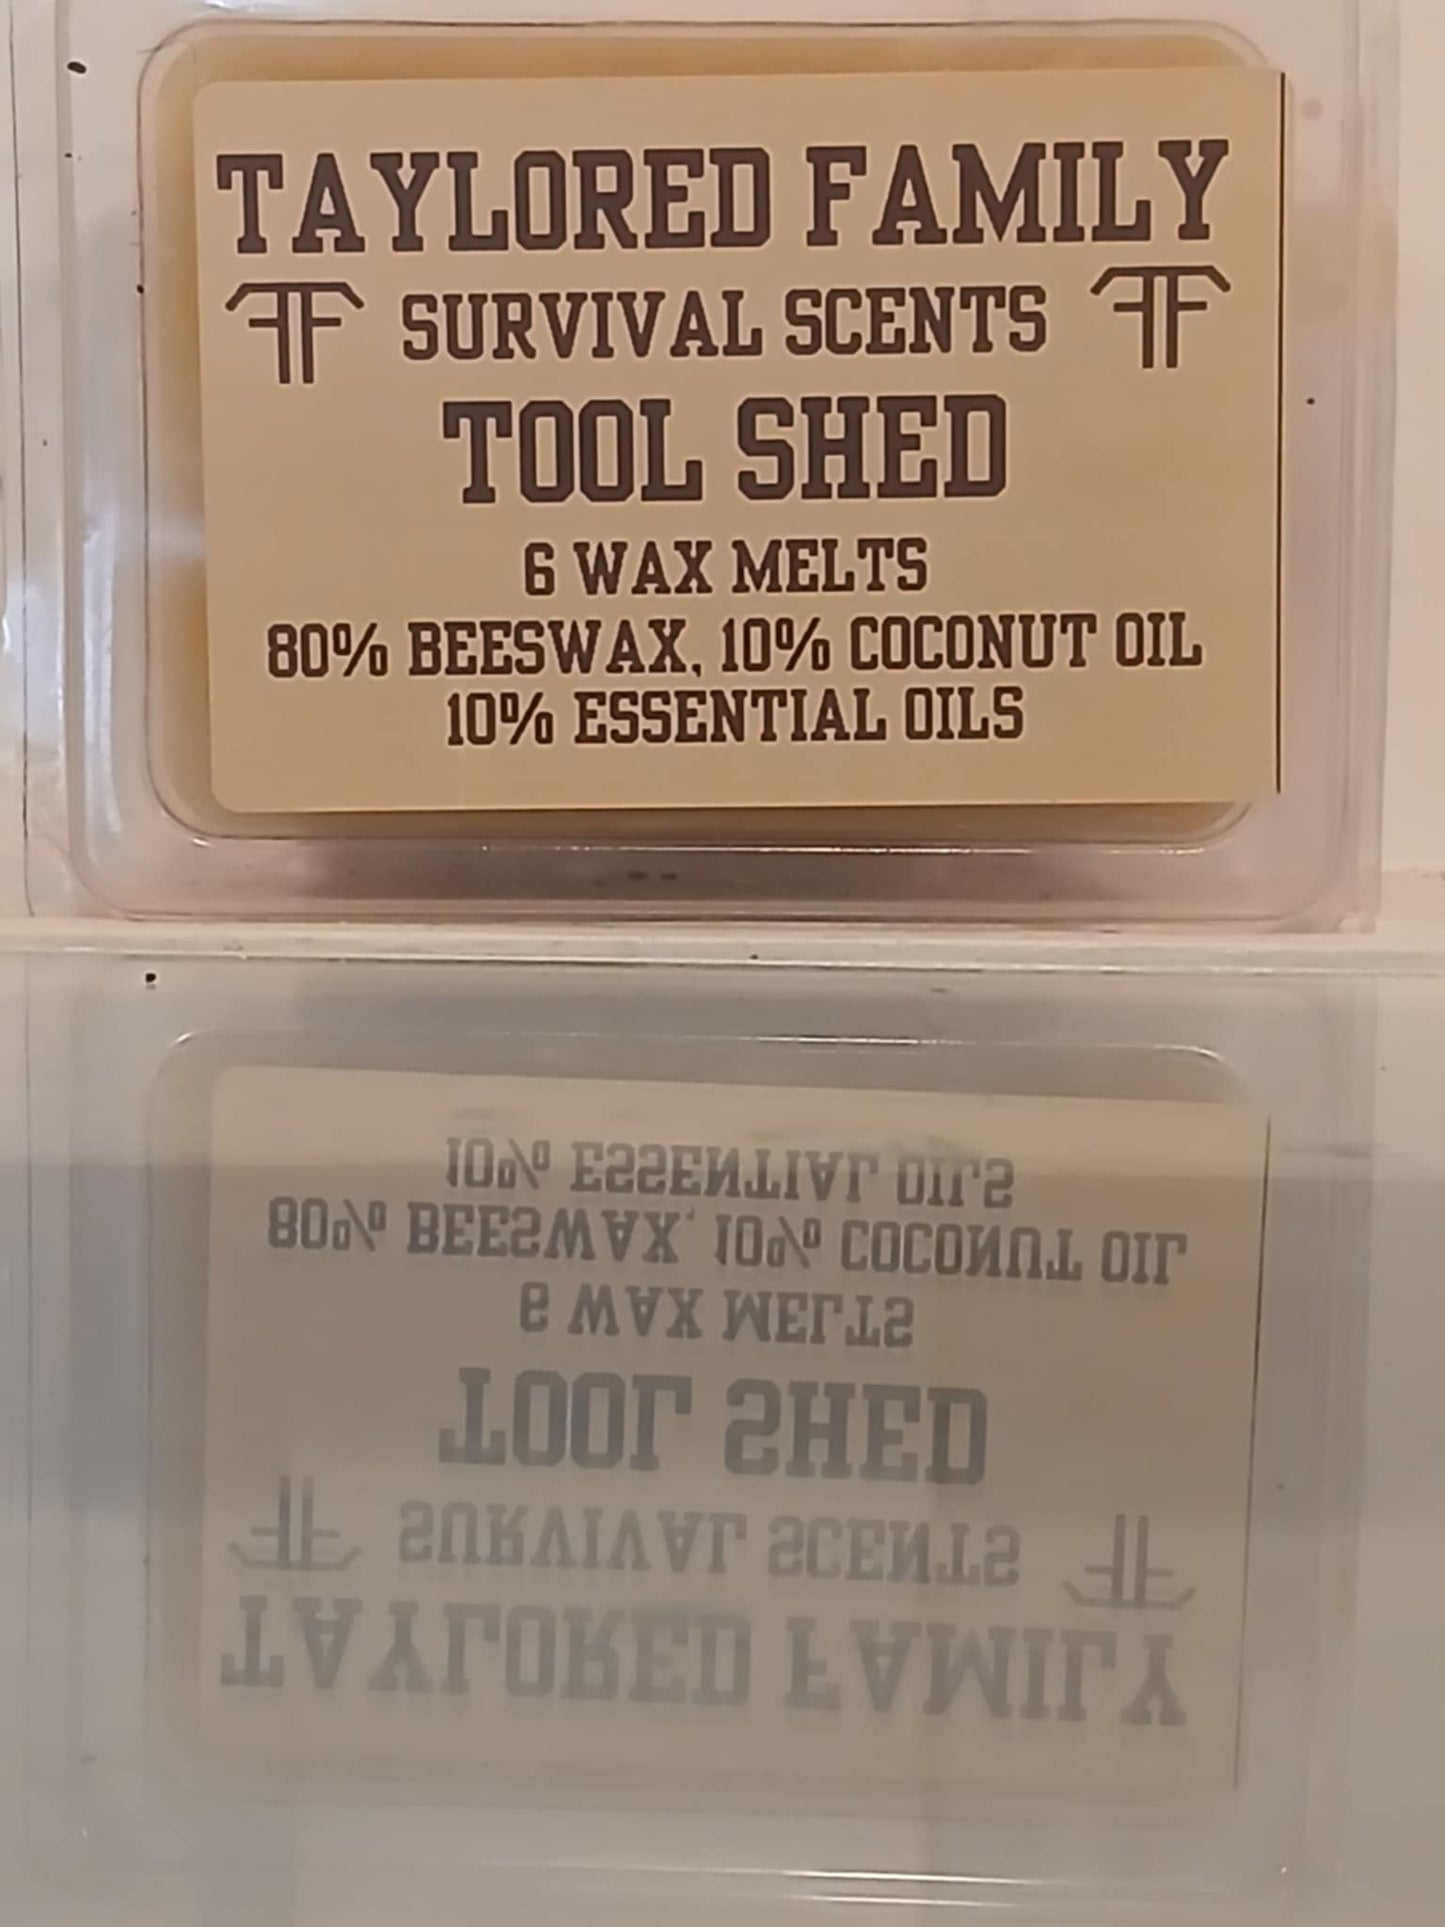 TAYLORED FAMILY
SURVIVAL SCENTS
TOOL SHED
6 WAX MELTS
80% BEESWAX, 10% COCONUT OIL
10% ESSENTIAL OILS